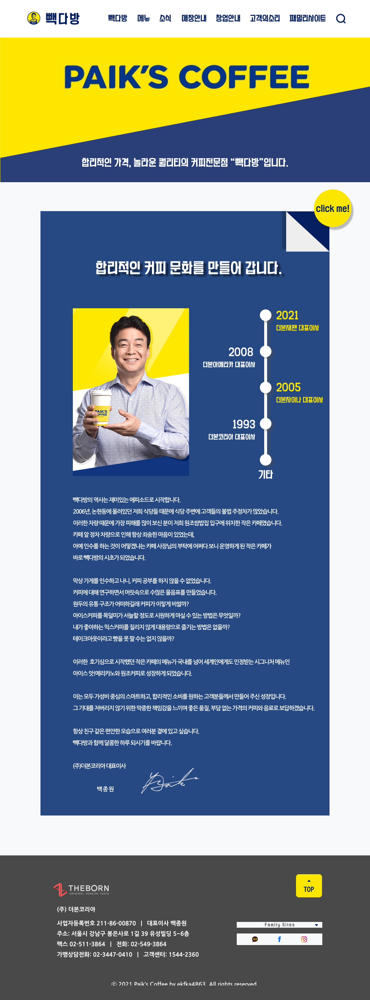 빽다방
빽다방 메뉴 소식 매장안내 창업안내 고객의소리 패밀리사이트
PAIK'S COFFEE
합리적인 가격, 놀라운 퀄리티의 커피전문점 “빽다방”입니다.
click me!
합리적인 커피 문화를 만들어 갑니다.
PAIK'S
COFFEE
2021
더본재팬 대표이사
2008
더본아메리카 대표이사
2005
더본차이나 대표이사
1993
더본코리아 대표이사
기타
빽다방의 역사는 재미있는 에피소드로 시작합니다.
2006년, 논현동에 몰려있던 저희 식당들 때문에 식당 주변에 고객들의 불법 주정차가 많았습니다.
이러한 차량 때문에 가장 피해를 많이 보신 분이 저희 원조쌈밥집 입구에 위치한 작은 카페였습니다.
카페 앞 정차 차량으로 인해 항상 죄송한 마음이 있었는데,
아예 인수를 하는 것이 어떻겠냐는 카페 사장님의 부탁에 어쩌다 보니 운영하게 된 작은 카페가
바로 빽다방의 시초가 되었습니다.
막상 가게를 인수하고 나니, 커피 공부를 하지 않을 수 없었습니다.
커피에 대해 연구하면서 머릿속으로 수많은 물음표를 만들었습니다.
원두의 유통 구조가 어떠하길래 커피가 이렇게 비쌀까?
아이스커피를 목덜미가 서늘할 정도로 시원하게 마실 수 있는 방법은 무엇일까?
내가 좋아하는 믹스커피를 질리지 않게 대용량으로 즐기는 방법은 없을까?
테이크아웃이라고 빵을 못 팔 수는 없지 않을까?
이러한 호기심으로 시작했던 작은 카페의 메뉴가 국내를 넘어 세계인에게도 인정받는 시그니처 메뉴인
아이스 앗!메리카노와 원조커피로 성장하게 되었습니다.
이는 모두 가성비 중심의 스마트하고, 합리적인 소비를 원하는 고객분들께서 만들어 주신 성장입니다.
그 기대를 저버리지 않기 위한 막중한 책임감을 느끼며 좋은 품질, 부담 없는 가격의 커피와 음료로 보답하겠습니다.
항상 친구 같은 편안한 모습으로 여러분 곁에 있고 싶습니다.
빽다방과 함께 달콤한 하루 되시기를 바랍니다.
(주)더본코리아 대표이사
백종원
THEBORN
ORIGINAL KOREAN TASTE
TOP
(주) 더본코리아
사업자등록번호 211-86-00870 | 대표이사 백종원
주소: 서울시 강남구 봉은사로 1길 39 유성빌딩 5~6층
팩스 02-511-3864 | 전화: 02-549-3864
가맹상담전화: 02-3447-0410 | 고객센터: 1544-2360
Family Sites
TALK
ⓒ 2021 Paik's Coffee by ekfka4863. All rights reserved.